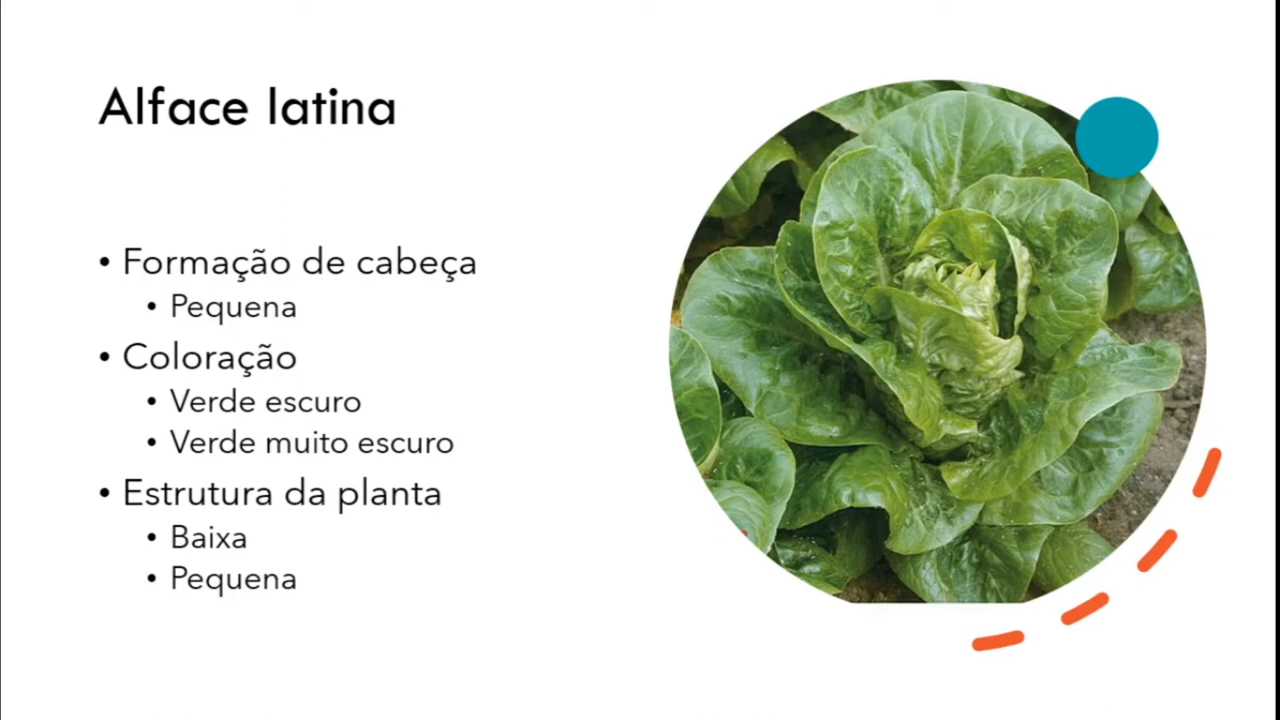 Alface latina
• Formação de cabeça
• Pequena
• Coloração
• Verde escuro
• Verde muito escuro
• Estrutura da planta
• Baixa
• Pequena